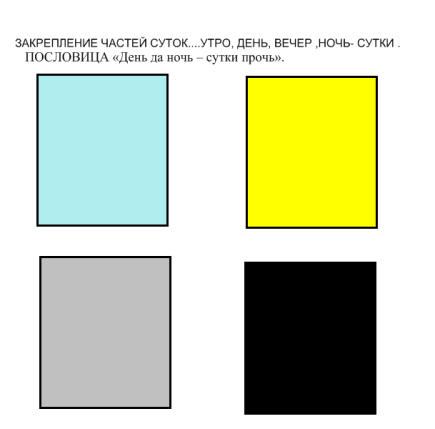 ЗАКРЕПЛЕНИЕ ЧАСТЕЙ СУТОК....УТРО, ДЕНЬ, ВЕЧЕР ,НОЧЬ- СУТКИ .
ПОСЛОВИЦА «День да ночь – сутки прочь».